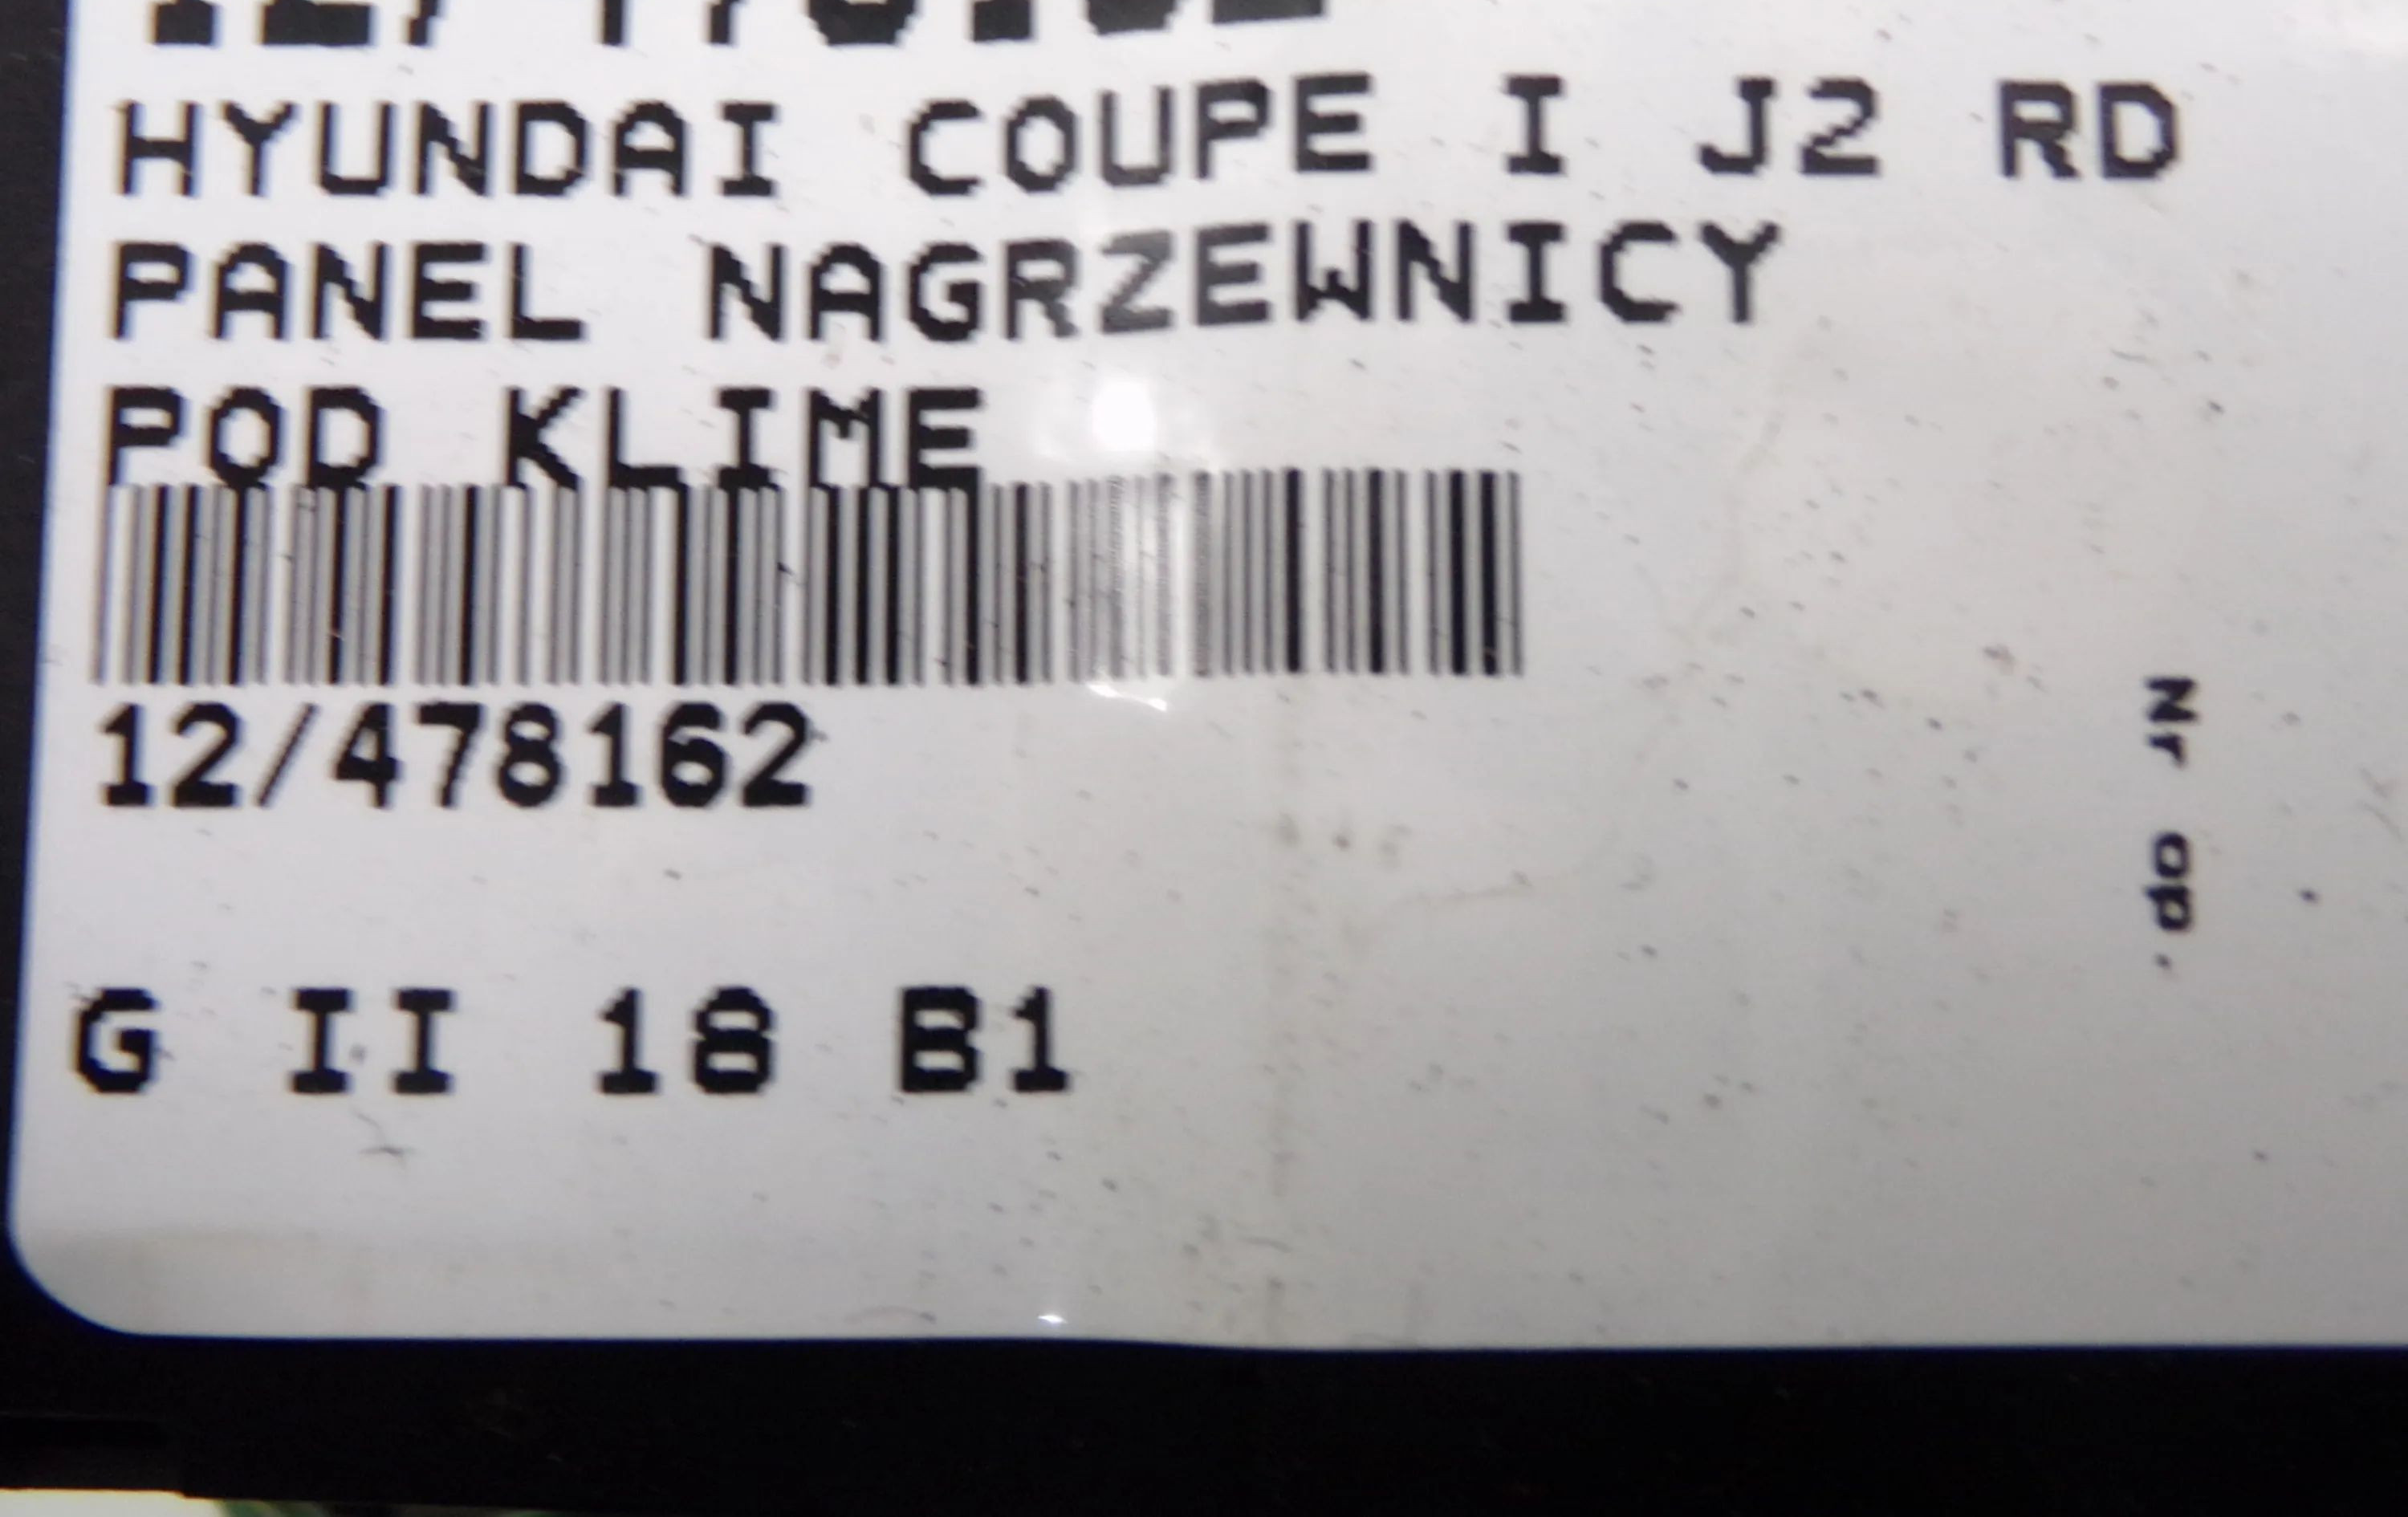 HYUNDAI COUPE I J2 RD
PANEL NAGRZEWNICY
POD KLIME
12/478162
G II 18 B1
Nr op.